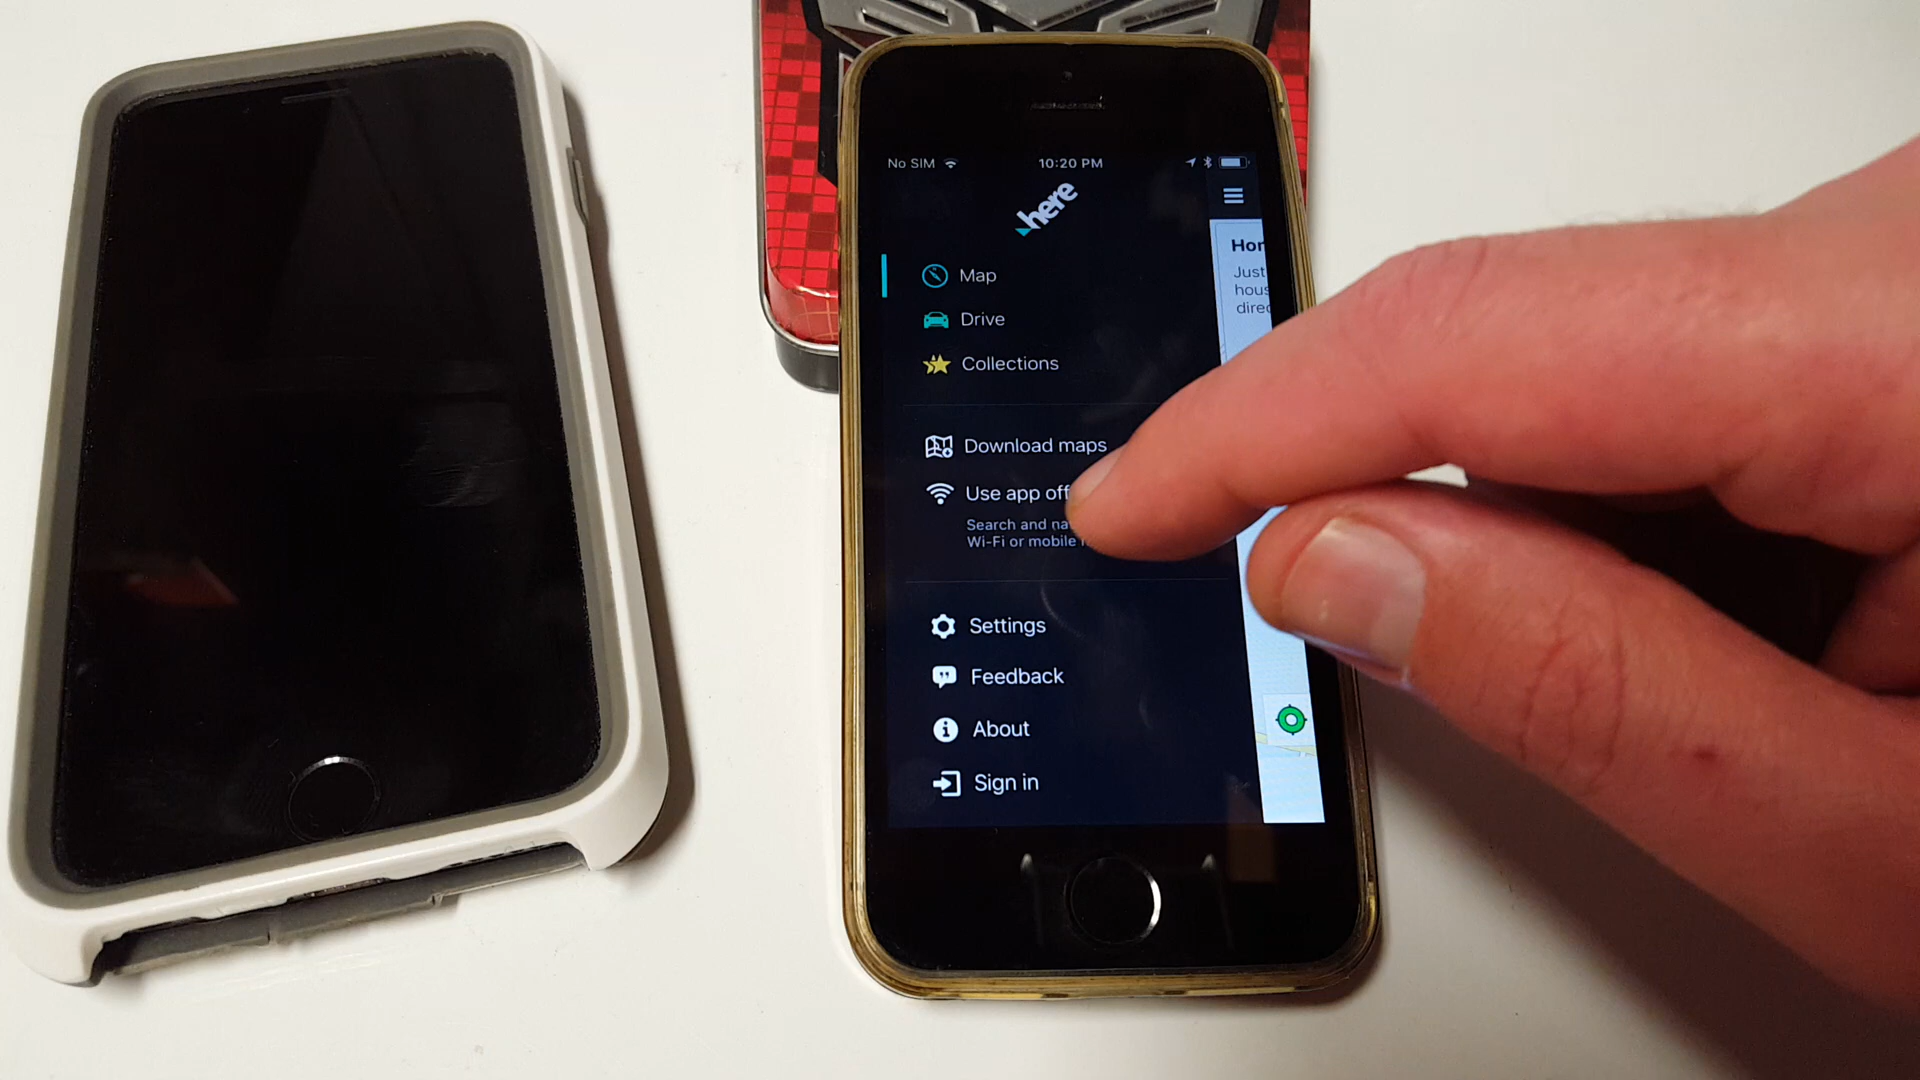 No SIM 10:20 PM
here
Map
Drive
Collections
Download maps
Use app off
Search and na
Wi-Fi or mobile
Settings
Feedback
About
Sign in
Hor
Just
hous
direc